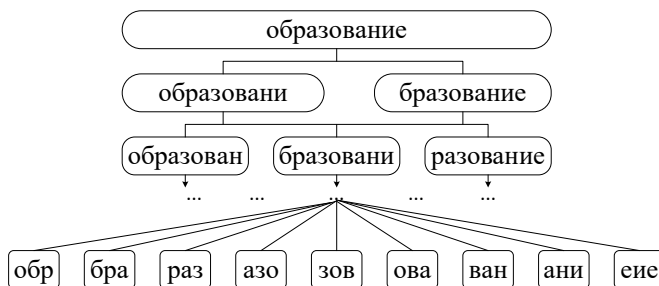 образование
образовани бразование
образован бразовани разование
... ... ... ... ...
обр бра раз азо зов ова ван ани еие